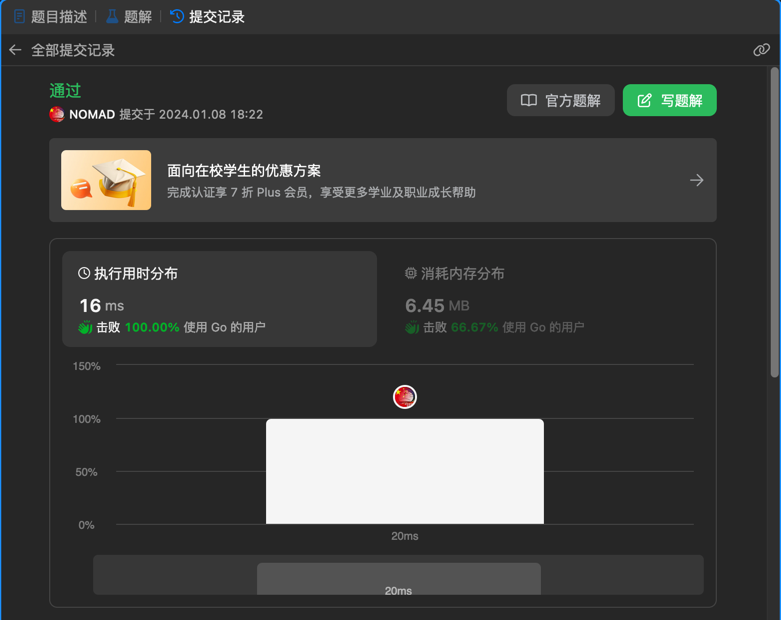 题目描述 题解 提交记录
全部提交记录
通过
NOMAD 提交于 2024.01.08 18:22
官方题解 写题解
面向在校学生的优惠方案
完成认证享 7 折 Plus 会员，享受更多学业及职业成长帮助
执行用时分布
16 ms
击败 100.00% 使用 Go 的用户
消耗内存分布
6.45 MB
击败 66.67% 使用 Go 的用户
150%
100%
50%
0%
20ms
20ms